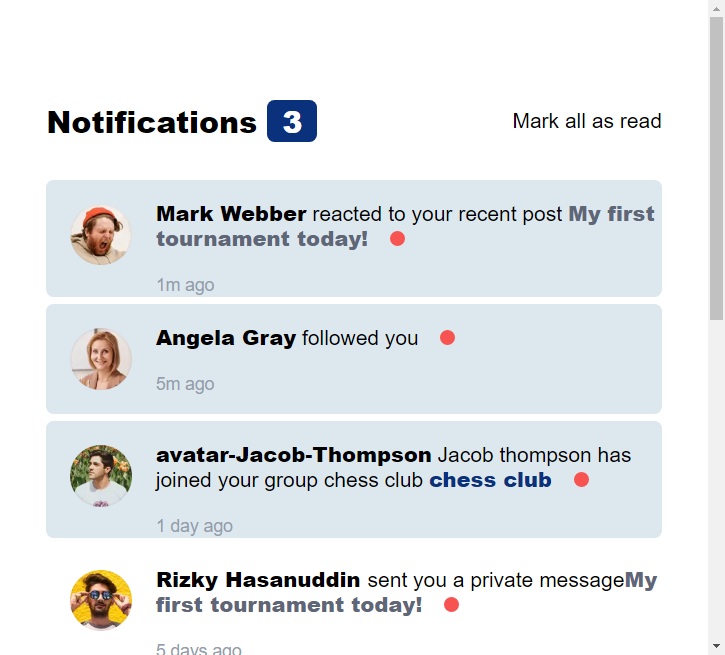 Notifications 3
Mark all as read
Mark Webber reacted to your recent post My first
tournament today!
1m ago
Angela Gray followed you
5m ago
avatar-Jacob-Thompson Jacob thompson has
joined your group chess club chess club
1 day ago
Rizky Hasanuddin sent you a private messageMy
first tournament today!
5 days ago